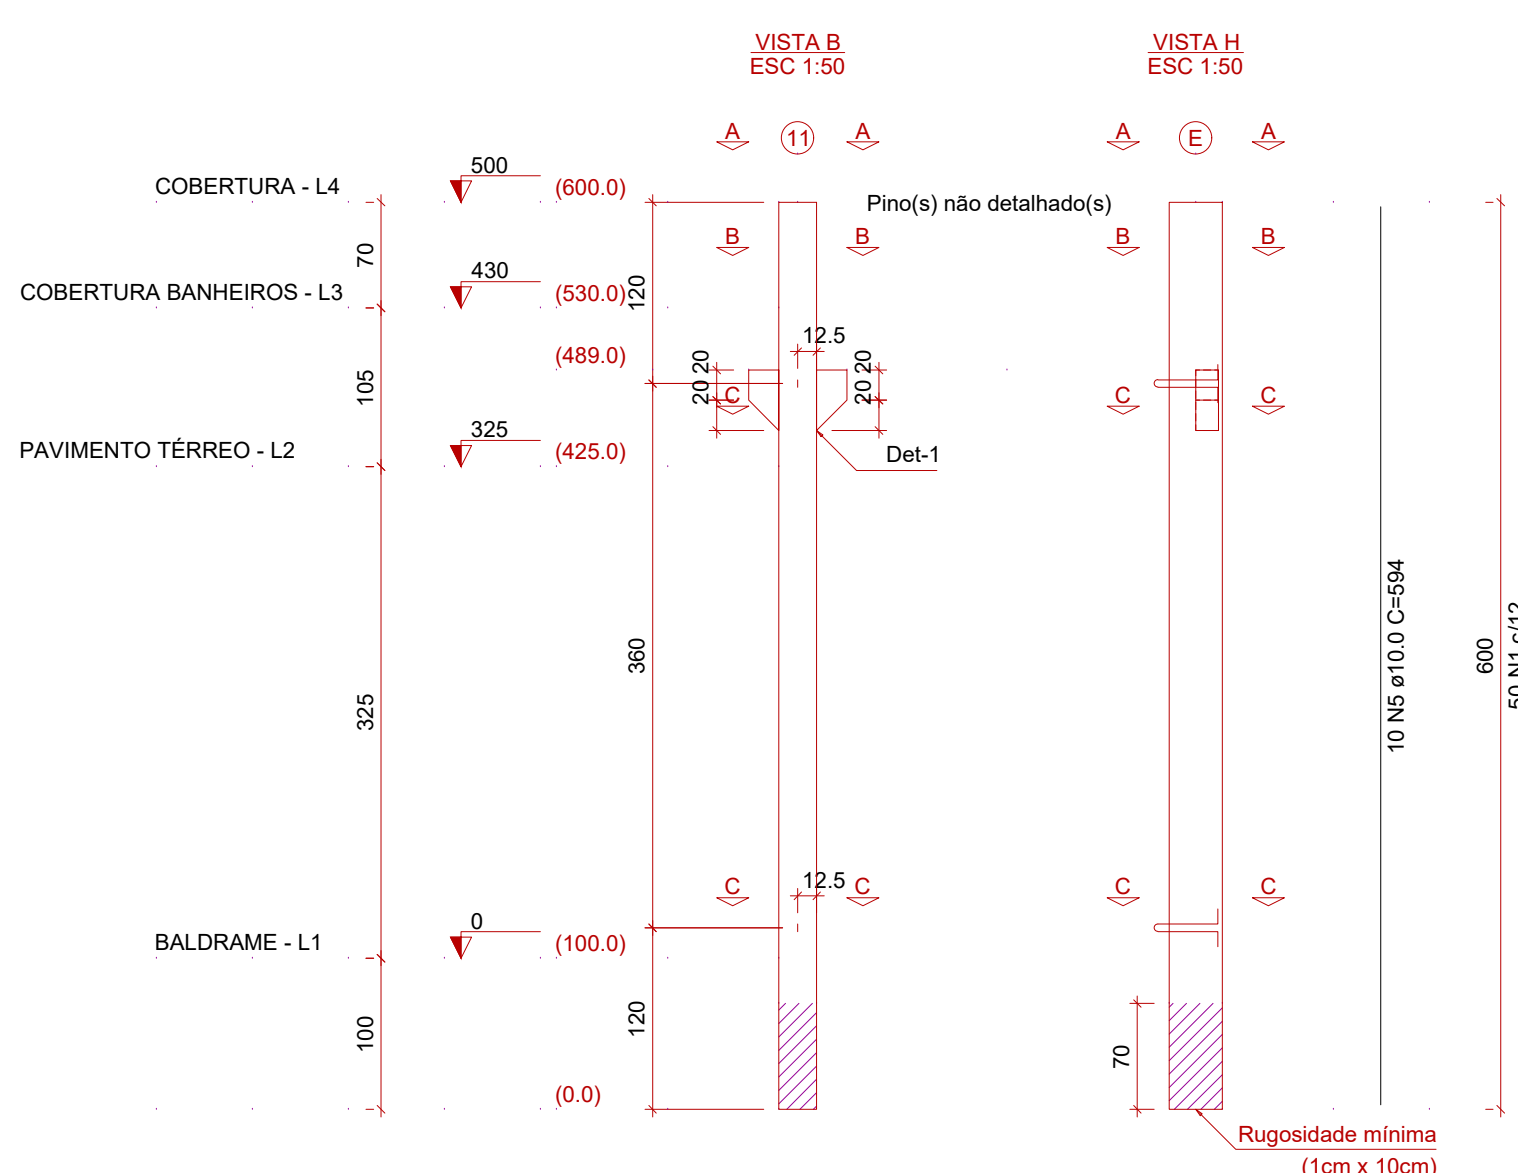 VISTA B
ESC 1:50
VISTA H
ESC 1:50
A
11
A
A
E
A
COBERTURA - L4
500
(600.0)
Pino(s) não detalhado(s)
B
B
B
B
70
COBERTURA BANHEIROS - L3
430
(530.0)
120
12.5
(489.0)
20
20
20
20
105
C
C
C
PAVIMENTO TÉRREO - L2
325
(425.0)
Det-1
360
325
10 N5 ø10.0 C=594
600
50 N1 c/12
C
12.5
C
C
C
BALDRAME - L1
0
(100.0)
120
100
70
(0.0)
Rugosidade mínima
(1cm x 10cm)